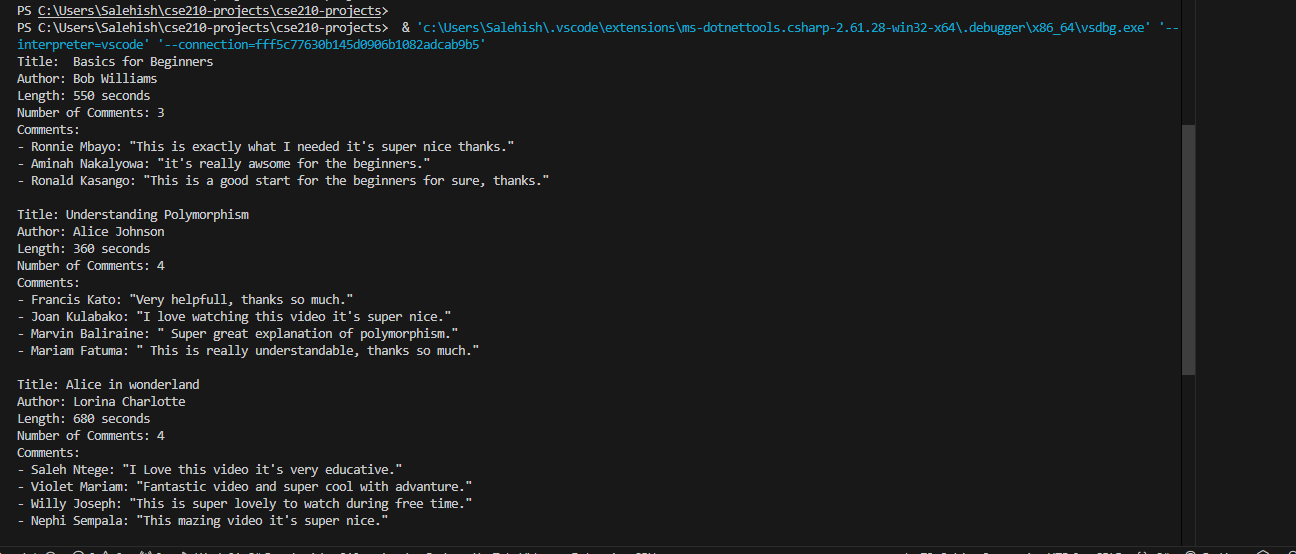 PS C:\Users\Salehish\cse210-projects\cse210-projects>
PS C:\Users\Salehish\cse210-projects\cse210-projects>  & 'c:\Users\Salehish\.vscode\extensions\ms-dotnettools.csharp-2.61.28-win32-x64\.debugger\x86_64\vsdbg.exe' '--
interpreter=vscode' '--connection=fff5c77630b145d0906b1082adcab9b5'
Title:  Basics for Beginners
Author: Bob Williams
Length: 550 seconds
Number of Comments: 3
Comments:
- Ronnie Mbayo: "This is exactly what I needed it's super nice thanks."
- Aminah Nakalyowa: "it's really awsome for the beginners."
- Ronald Kasango: "This is a good start for the beginners for sure, thanks."

Title: Understanding Polymorphism
Author: Alice Johnson
Length: 360 seconds
Number of Comments: 4
Comments:
- Francis Kato: "Very helpfull, thanks so much."
- Joan Kulabako: "I love watching this video it's super nice."
- Marvin Baliraine: " Super great explanation of polymorphism."
- Mariam Fatuma: " This is really understandable, thanks so much."

Title: Alice in wonderland
Author: Lorina Charlotte
Length: 680 seconds
Number of Comments: 4
Comments:
- Saleh Ntege: "I Love this video it's very educative."
- Violet Mariam: "Fantastic video and super cool with advanture."
- Willy Joseph: "This is super lovely to watch during free time."
- Nephi Sempala: "This mazing video it's super nice."